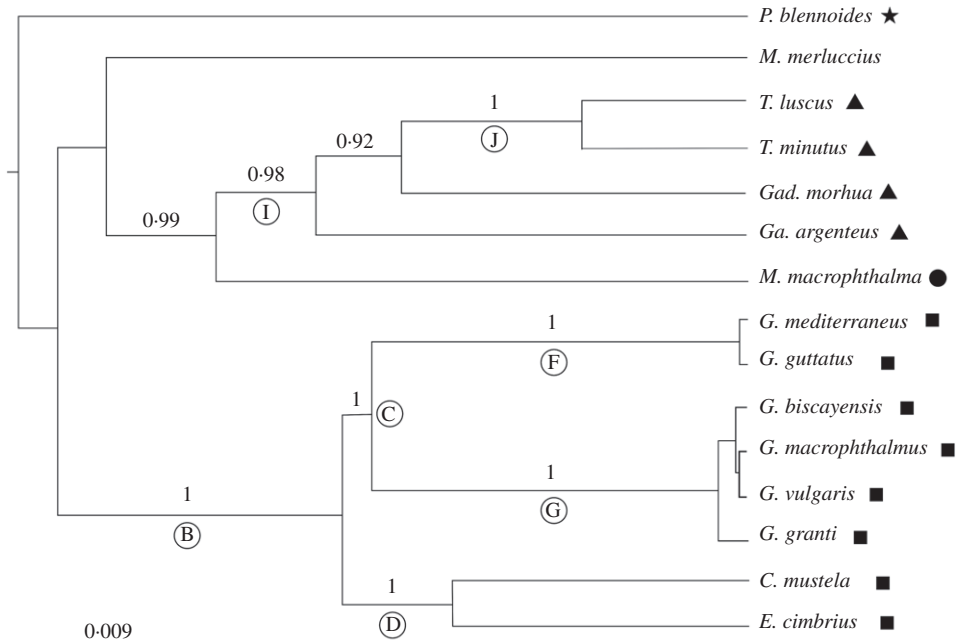 P. blennoides
M. merluccius
T. luscus
1
J
T. minutus
0·92
0·98
I
Gad. morhua
0·99
Ga. argenteus
M. macrophthalma
G. mediterraneus
1
F
G. guttatus
1
C
G. biscayensis
G. macrophthalmus
1
G
G. vulgaris
1
B
G. granti
C. mustela
1
D
E. cimbrius
0·009